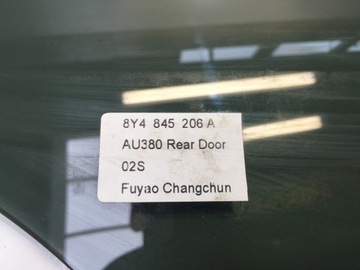 8Y4 845 206 A
AU380 Rear Door
02S
Fuyao Changchun